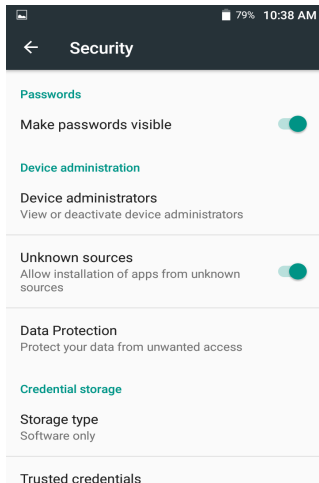 79% 10:38 AM
Security
Passwords
Make passwords visible
Device administration
Device administrators
View or deactivate device administrators
Unknown sources
Allow installation of apps from unknown
sources
Data Protection
Protect your data from unwanted access
Credential storage
Storage type
Software only
Trusted credentials